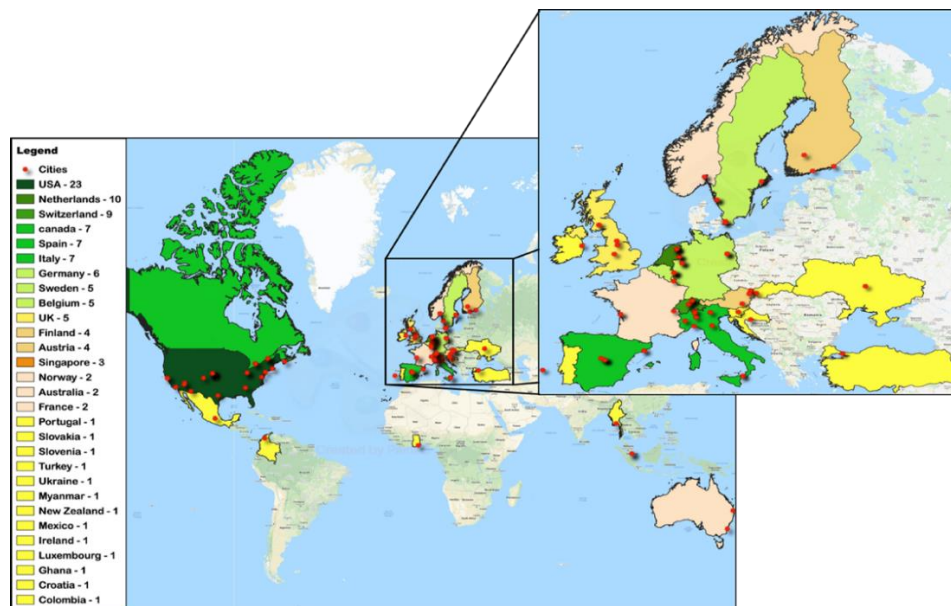 Legend
Cities
USA - 23
Netherlands - 10
Switzerland - 9
canada - 7
Spain - 7
Italy - 7
Germany - 6
Sweden - 5
Belgium - 5
UK - 5
Finland - 4
Austria - 4
Singapore - 3
Norway - 2
Australia - 2
France - 2
Portugal - 1
Slovakia - 1
Slovenia - 1
Turkey - 1
Ukraine - 1
Myanmar - 1
New Zealand - 1
Mexico - 1
Ireland - 1
Luxembourg - 1
Ghana - 1
Croatia - 1
Colombia - 1